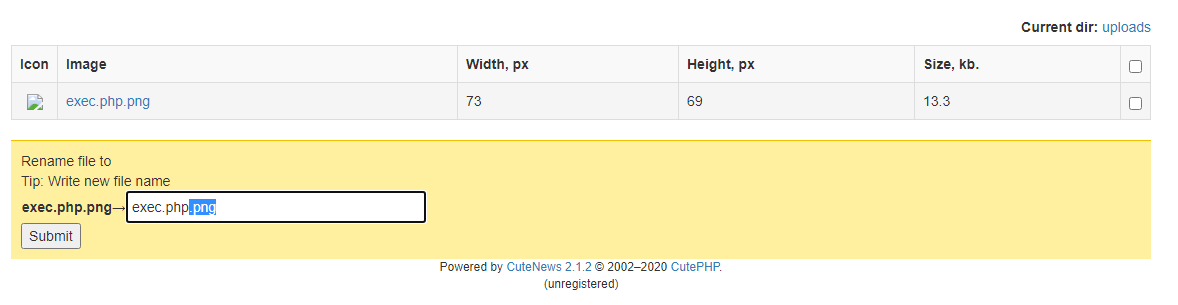 Current dir: uploads
Icon Image Width, px Height, px Size, kb.
exec.php.png 73 69 13.3
Rename file to
Tip: Write new file name
exec.php.png→ exec.php.png
Submit
Powered by CuteNews 2.1.2 © 2002–2020 CutePHP.
(unregistered)